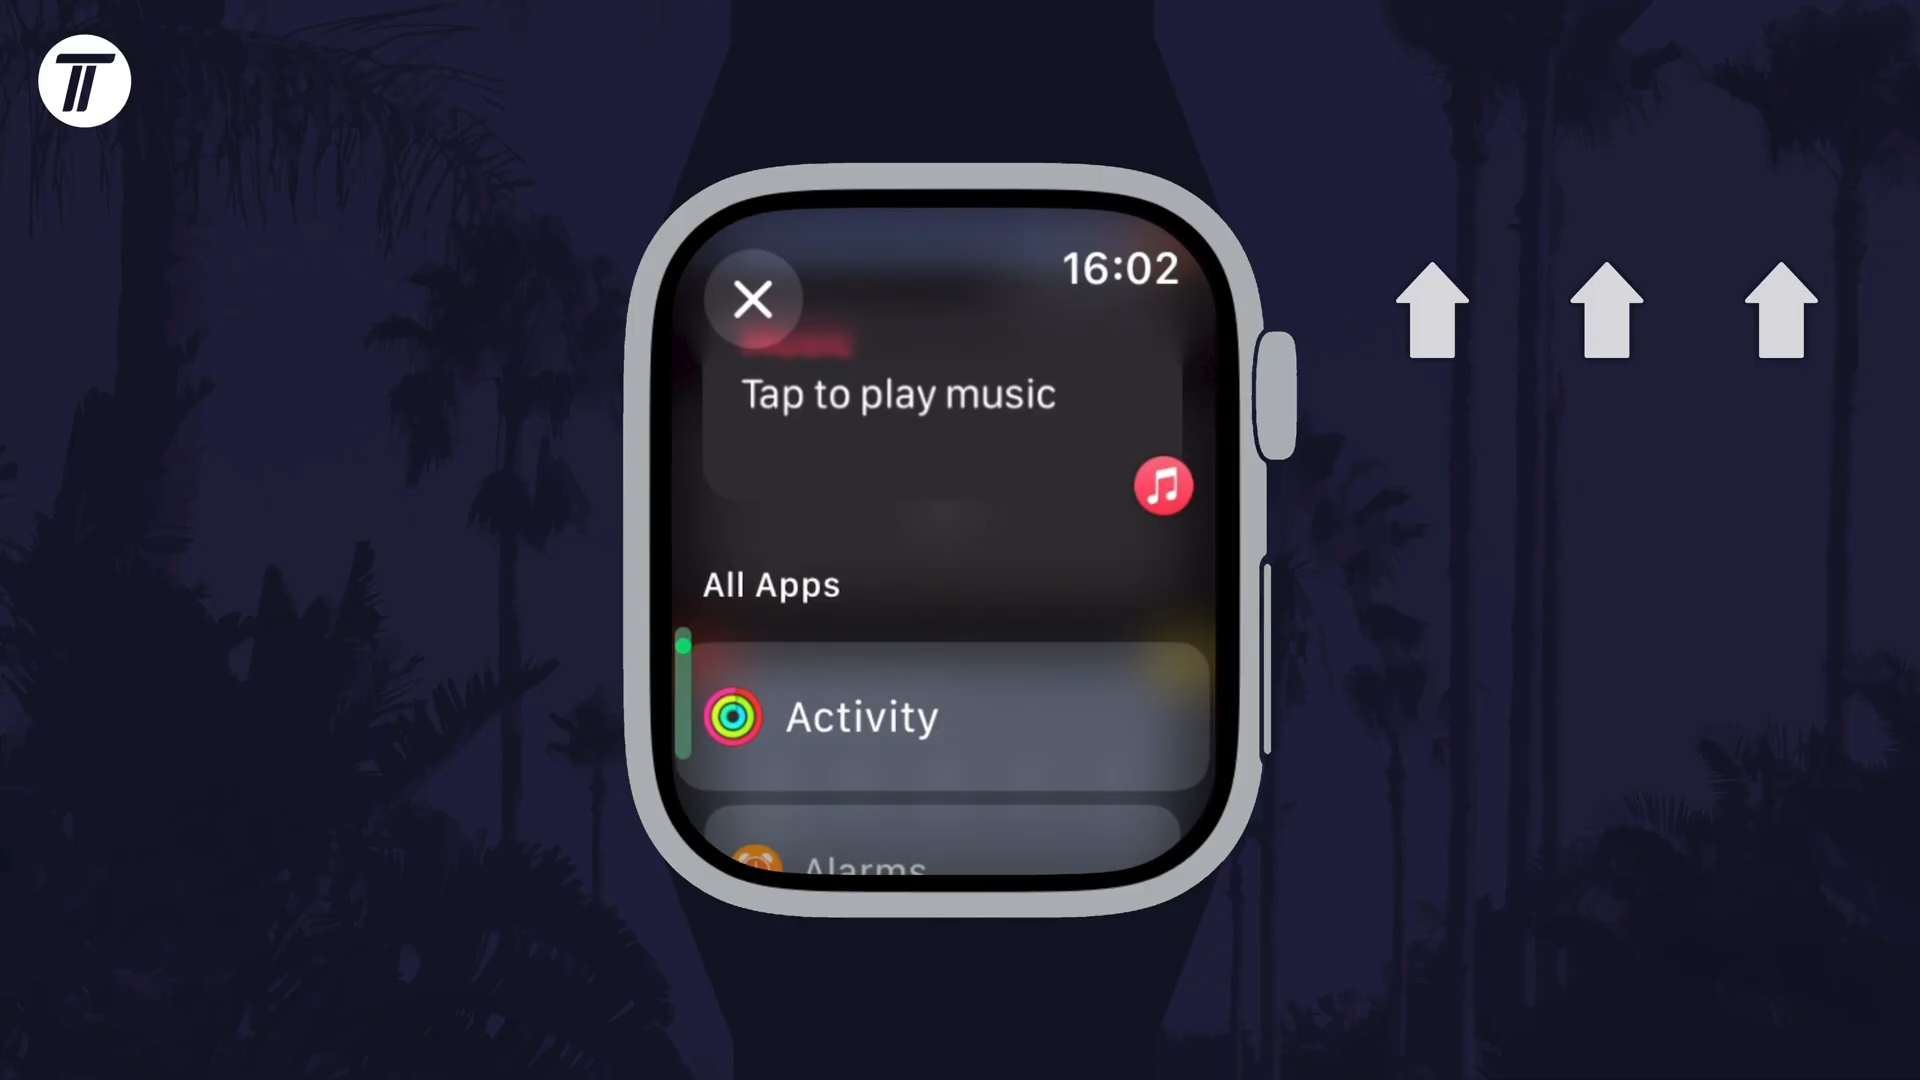 16:02
Tap to play music
All Apps
Activity
Alarms